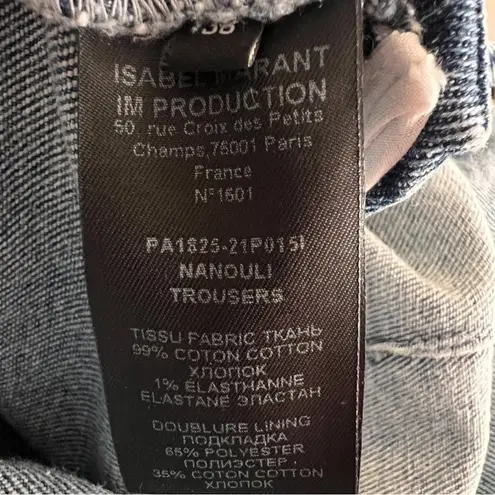 38
ISABEL MARANT
IM PRODUCTION
50, rue Croix des Petits
Champs,75001 Paris
France
N°1601
PA1825-21P015I
NANOULI
TROUSERS
TISSU FABRIC ТКАНЬ
99% COTON COTTON
ХЛОПОК
1% ÉLASTHANNE
ELASTANE ЭЛАСТАН
DOUBLURE LINING
ПОДКЛАДКА
65% POLYESTER
ПОЛИЭСТЕР
35% COTON COTTON
ХЛОПОК